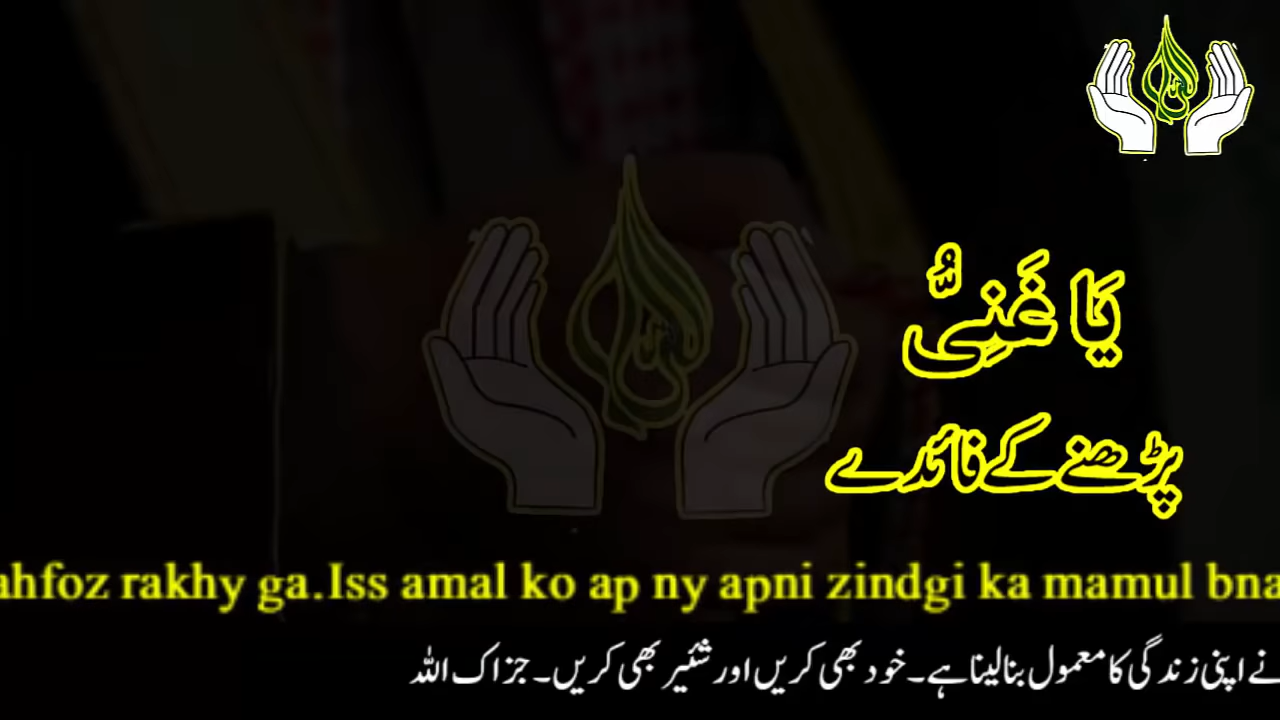 یَا غَنِیُّ
پڑھنے کے فائدے
ahfoz rakhy ga.Iss amal ko ap ny apni zindgi ka mamul bna
نے اپنی زندگی کا معمول بنالینا ہے۔ خود بھی کریں اور شئیر بھی کریں۔ جزاک اللہ